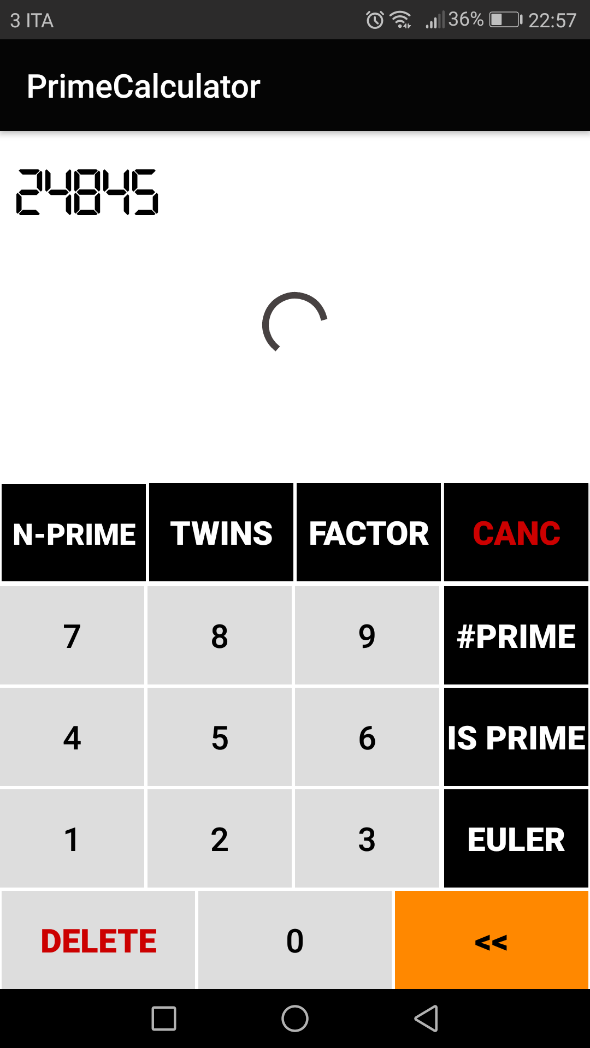 3 ITA 36% 22:57
PrimeCalculator
24845
N-PRIME TWINS FACTOR CANC
7 8 9 #PRIME
4 5 6 IS PRIME
1 2 3 EULER
DELETE 0 <<